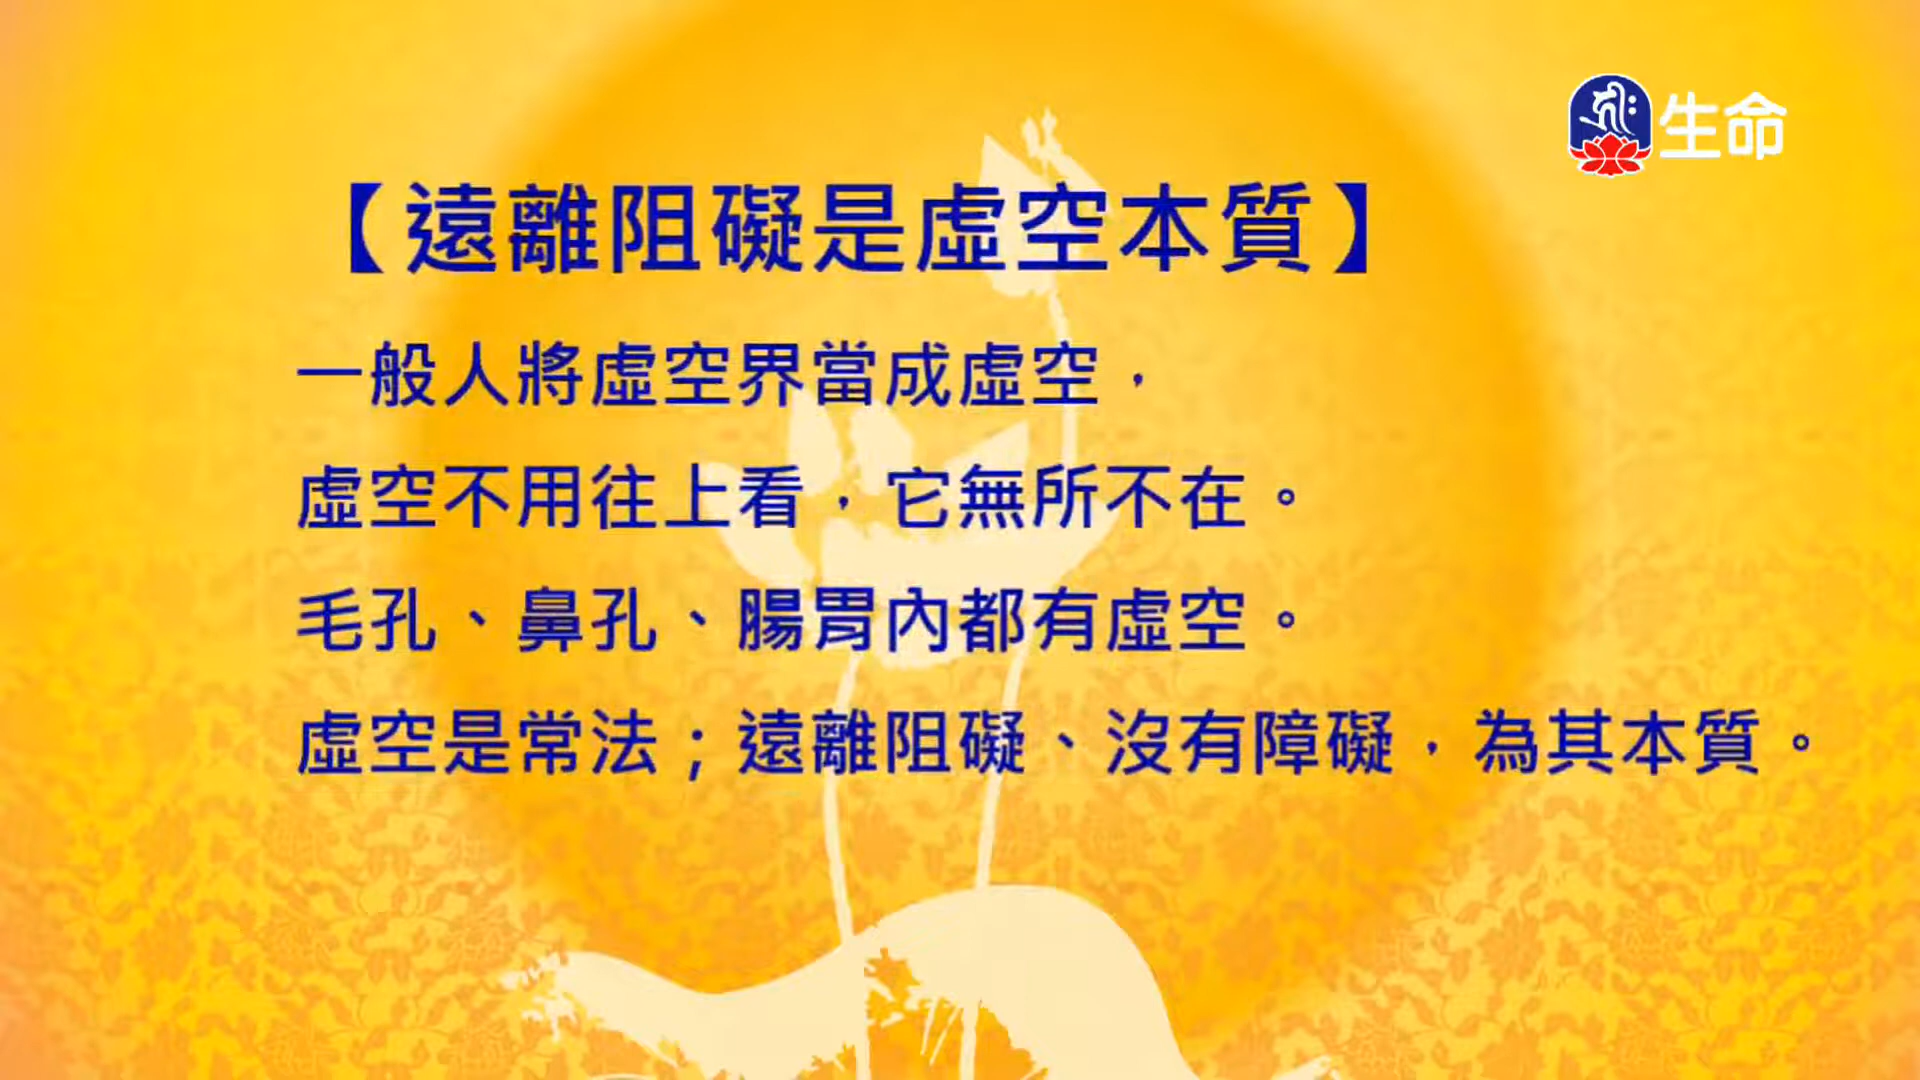 生命
【遠離阻礙是虛空本質】
一般人將虛空界當成虛空，
虛空不用往上看，它無所不在。
毛孔、鼻孔、腸胃內都有虛空。
虛空是常法；遠離阻礙、沒有障礙，為其本質。